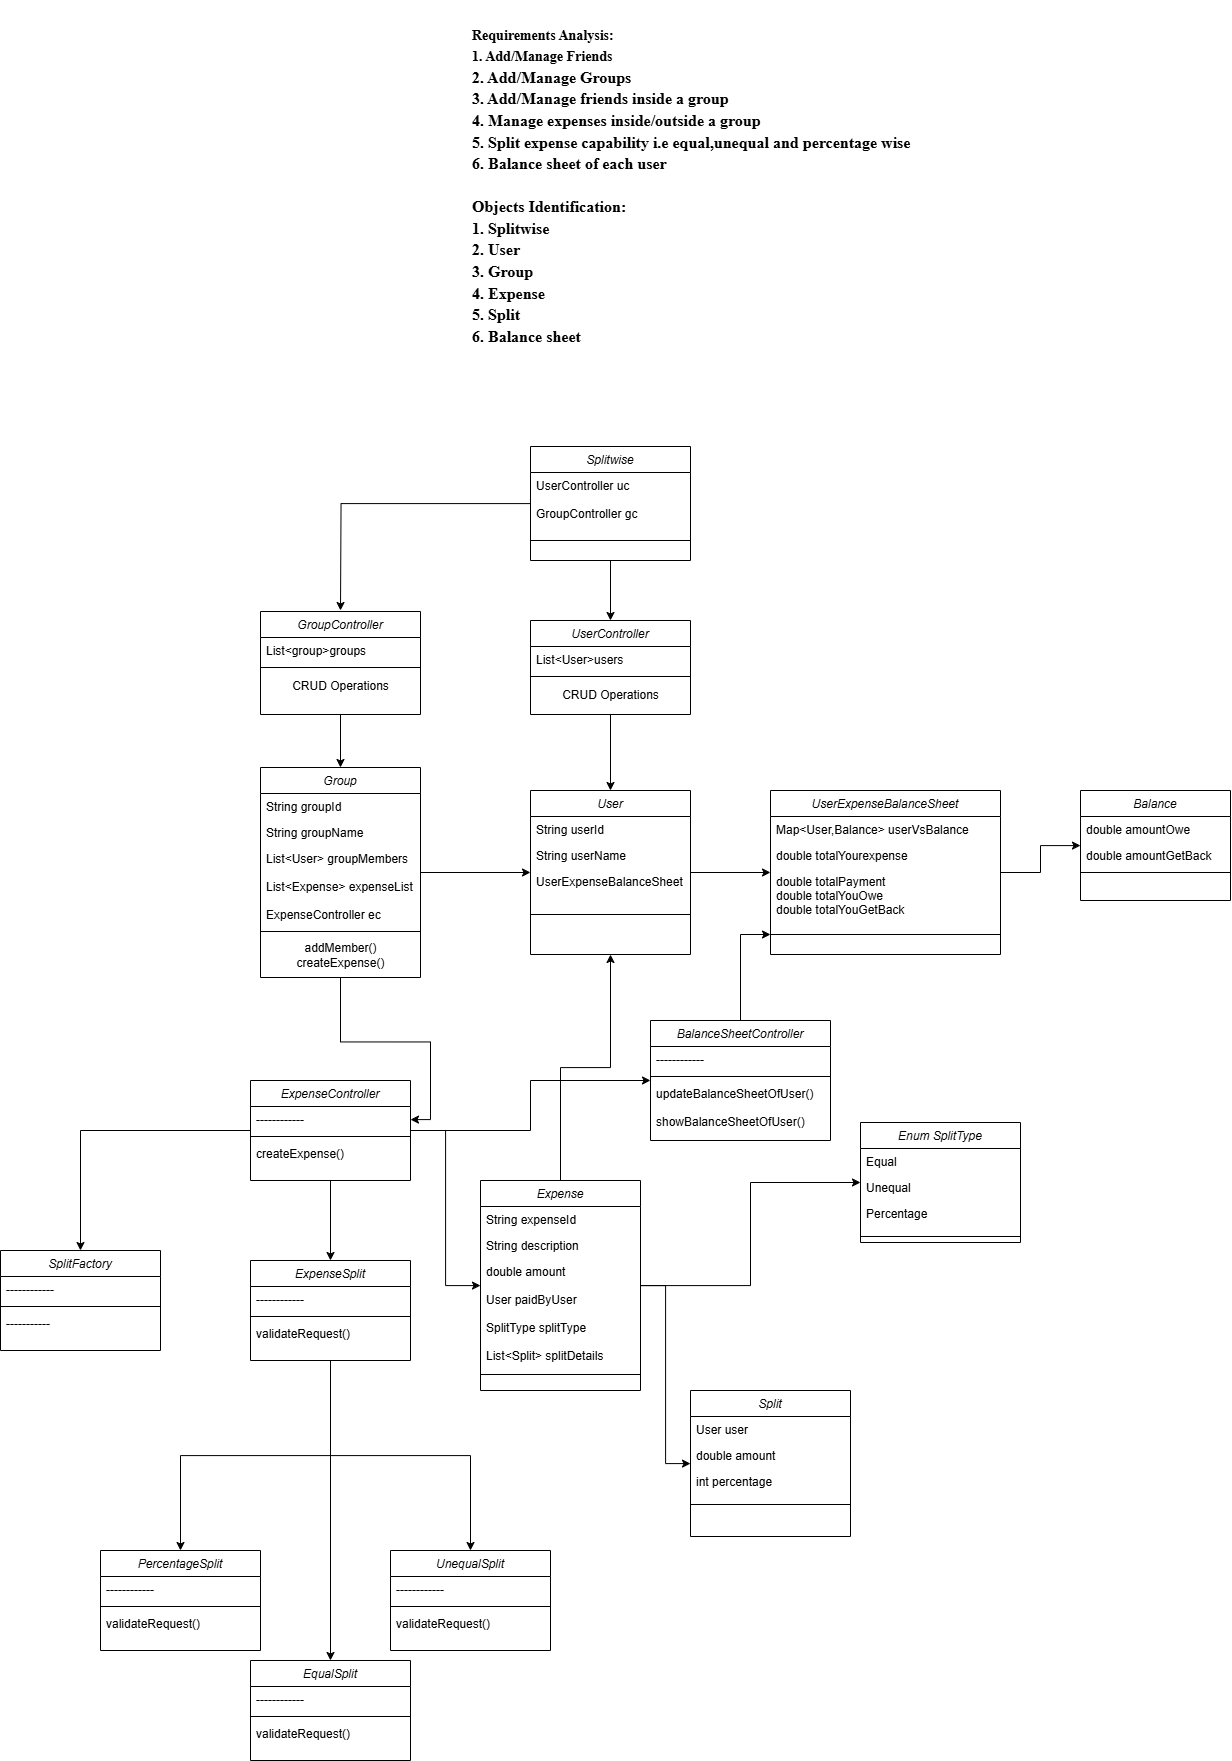 Requirements Analysis:
1. Add/Manage Friends
2. Add/Manage Groups
3. Add/Manage friends inside a group
4. Manage expenses inside/outside a group
5. Split expense capability i.e equal,unequal and percentage wise
6. Balance sheet of each user
Objects Identification:
1. Splitwise
2. User
3. Group
4. Expense
5. Split
6. Balance sheet
Splitwise
UserController uc
GroupController gc
GroupController
List<group>groups
CRUD Operations
UserController
List<User>users
CRUD Operations
Group
String groupId
String groupName
List<User> groupMembers
List<Expense> expenseList
ExpenseController ec
addMember()
createExpense()
User
String userId
String userName
UserExpenseBalanceSheet
UserExpenseBalanceSheet
Map<User,Balance> userVsBalance
double totalYourexpense
double totalPayment
double totalYouOwe
double totalYouGetBack
Balance
double amountOwe
double amountGetBack
BalanceSheetController
------------
updateBalanceSheetOfUser()
showBalanceSheetOfUser()
ExpenseController
------------
createExpense()
Enum SplitType
Equal
Unequal
Percentage
Expense
String expenseId
String description
double amount
User paidByUser
SplitType splitType
List<Split> splitDetails
SplitFactory
------------
-----------
ExpenseSplit
------------
validateRequest()
Split
User user
double amount
int percentage
PercentageSplit
------------
validateRequest()
UnequalSplit
------------
validateRequest()
EqualSplit
------------
validateRequest()